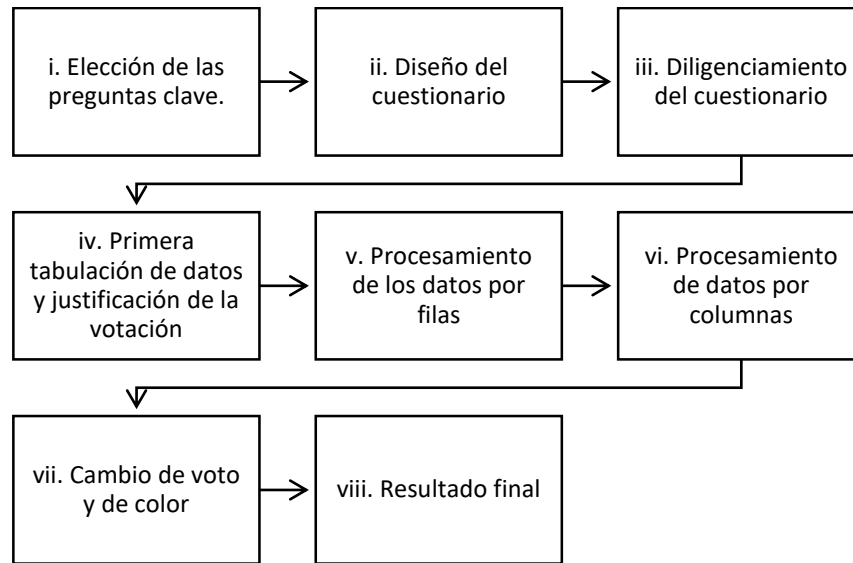 i. Elección de las
preguntas clave.
ii. Diseño del
cuestionario
iii. Diligenciamiento
del cuestionario
iv. Primera
tabulación de datos
y justificación de la
votación
v. Procesamiento
de los datos por
filas
vi. Procesamiento
de datos por
columnas
vii. Cambio de voto
y de color
viii. Resultado final